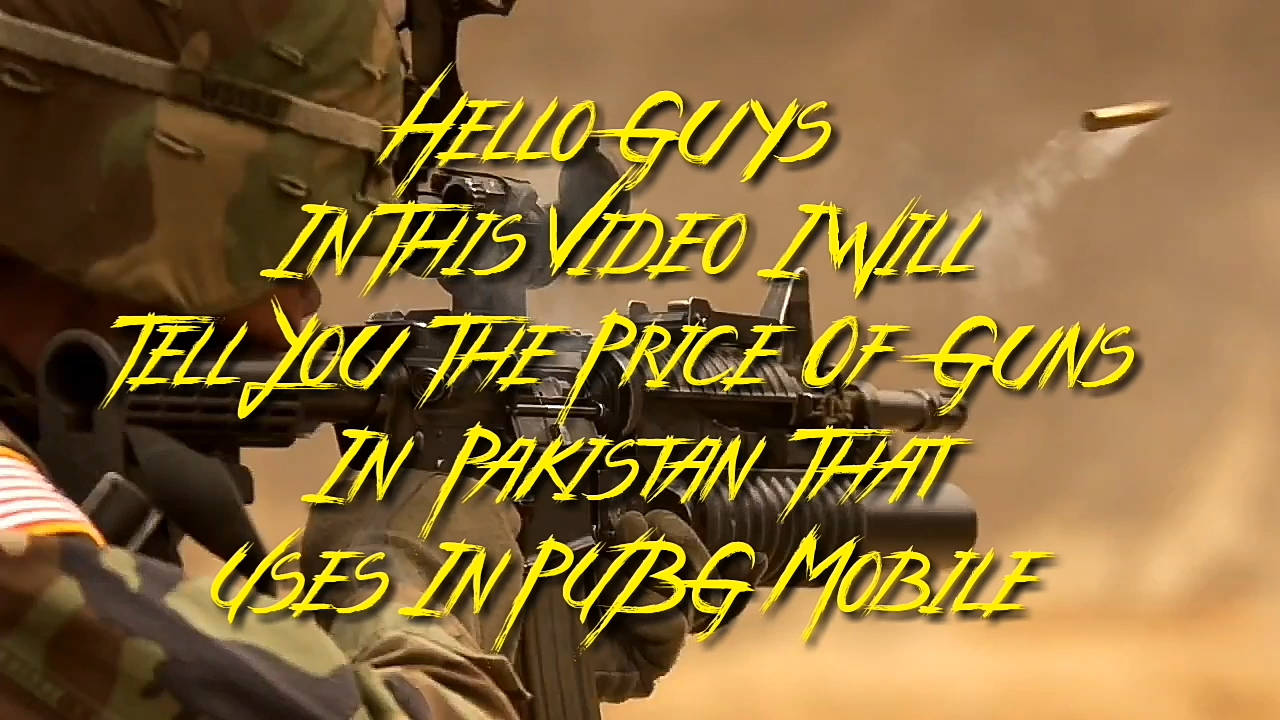 Hello Guys
In This Video I Will
Tell You The Price Of Guns
In Pakistan That
Uses In PUBG Mobile